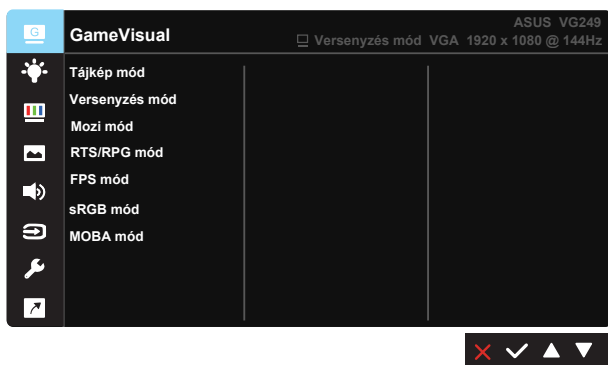 G
GameVisual
ASUS VG249
Versenyzés mód VGA 1920 x 1080 @ 144Hz
Tájkép mód
Versenyzés mód
Mozi mód
RTS/RPG mód
FPS mód
sRGB mód
MOBA mód